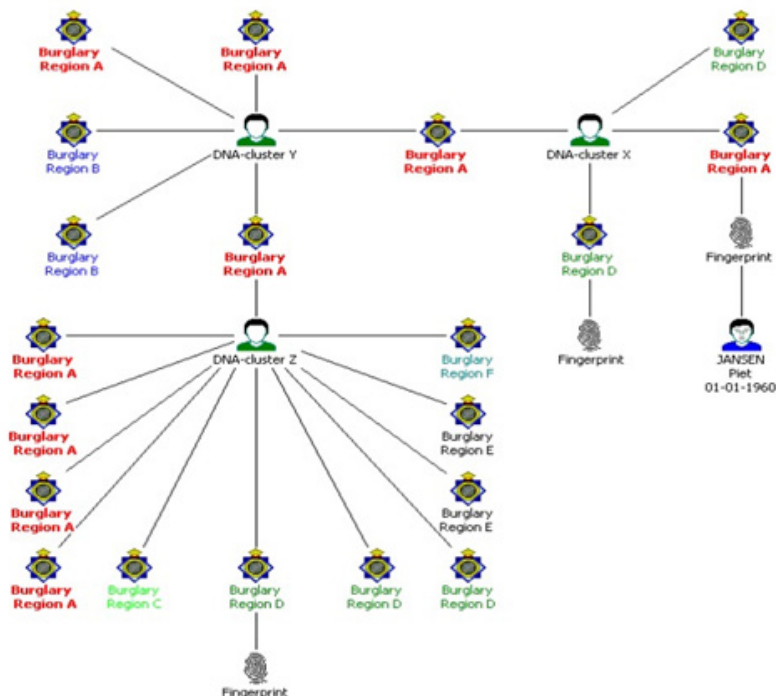 Burglary
Region A
Burglary
Region A
Burglary
Region D
Burglary
Region B
DNA-cluster Y
Burglary
Region A
DNA-cluster X
Burglary
Region A
Burglary
Region B
Burglary
Region A
Burglary
Region D
Fingerprint
Burglary
Region A
DNA-cluster Z
Burglary
Region F
Fingerprint
JANSEN
Piet
01-01-1960
Burglary
Region A
Burglary
Region E
Burglary
Region A
Burglary
Region E
Burglary
Region A
Burglary
Region C
Burglary
Region D
Burglary
Region D
Burglary
Region D
Fingerprint